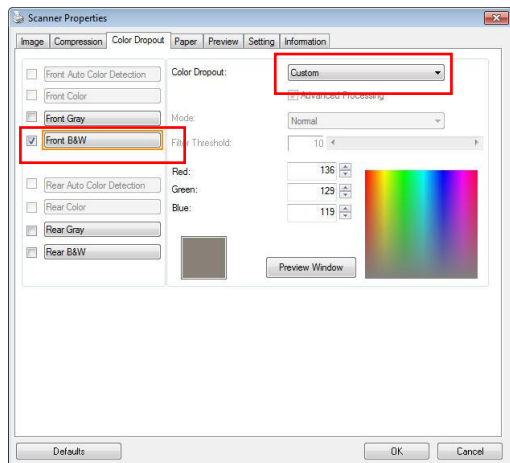 Scanner Properties
Image Compression Color Dropout Paper Preview Setting Information
Front Auto Color Detection
Front Color
Front Gray
Front B&W
Rear Auto Color Detection
Rear Color
Rear Gray
Rear B&W
Color Dropout: Custom
Advanced Processing
Mode: Normal
Filter Threshold: 10
Red: 136
Green: 129
Blue: 119
Preview Window
Defaults OK Cancel